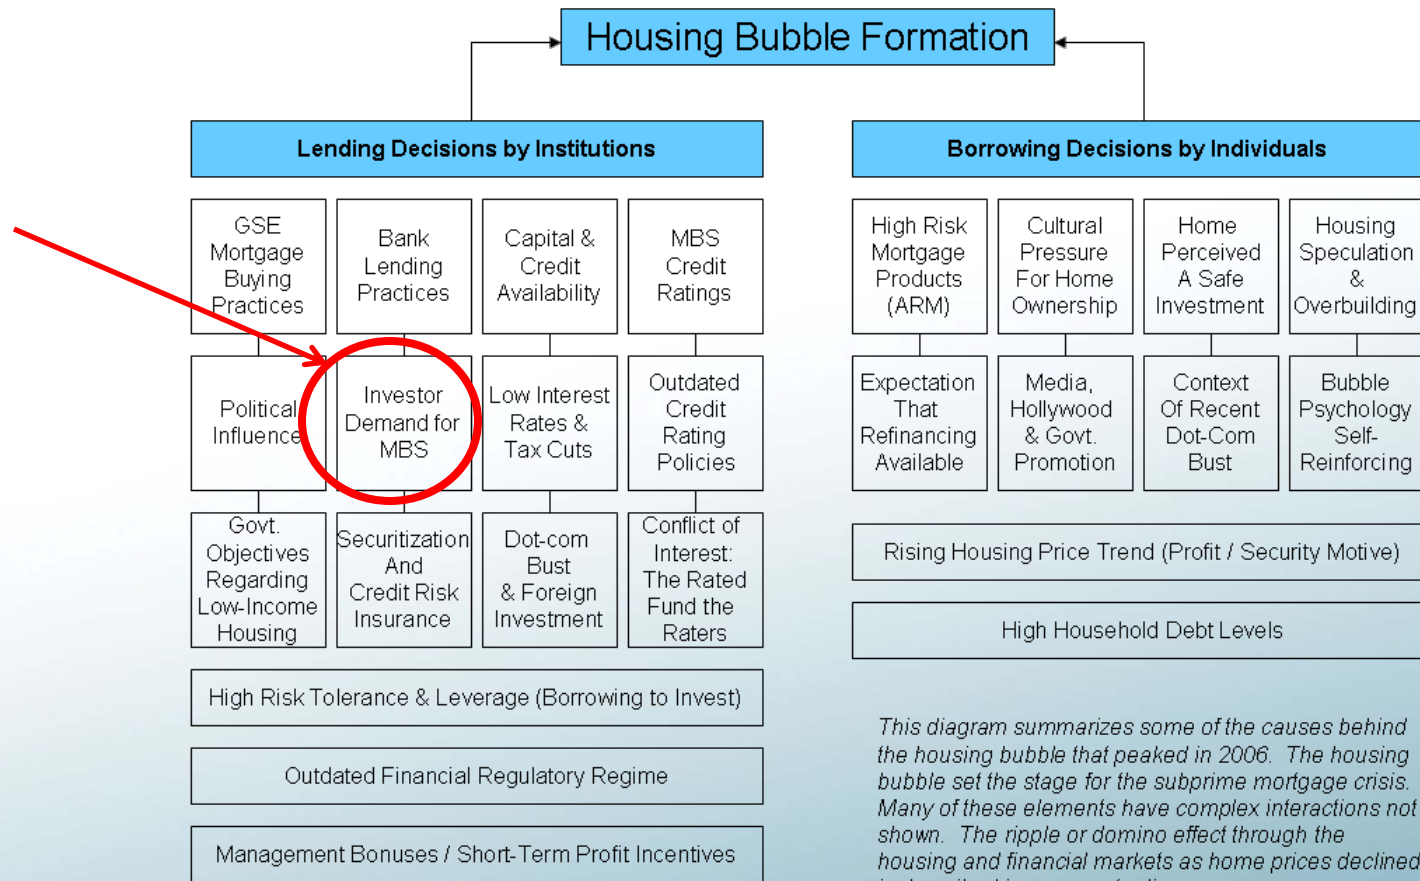 Housing Bubble Formation
Lending Decisions by Institutions
Borrowing Decisions by Individuals
GSE
Mortgage
Buying
Practices
Bank
Lending
Practices
Capital &
Credit
Availability
MBS
Credit
Ratings
High Risk
Mortgage
Products
(ARM)
Cultural
Pressure
For Home
Ownership
Home
Perceived
A Safe
Investment
Housing
Speculation
&
Overbuilding
Political
Influence
Investor
Demand for
MBS
Low Interest
Rates &
Tax Cuts
Outdated
Credit
Rating
Policies
Expectation
That
Refinancing
Available
Media,
Hollywood
& Govt.
Promotion
Context
Of Recent
Dot-Com
Bust
Bubble
Psychology
Self-
Reinforcing
Govt.
Objectives
Regarding
Low-Income
Housing
Securitization
And
Credit Risk
Insurance
Dot-com
Bust
& Foreign
Investment
Conflict of
Interest:
The Rated
Fund the
Raters
Rising Housing Price Trend (Profit / Security Motive)
High Household Debt Levels
High Risk Tolerance & Leverage (Borrowing to Invest)
Outdated Financial Regulatory Regime
Management Bonuses / Short-Term Profit Incentives
This diagram summarizes some of the causes behind
the housing bubble that peaked in 2006. The housing
bubble set the stage for the subprime mortgage crisis.
Many of these elements have complex interactions not
shown. The ripple or domino effect through the
housing and financial markets as home prices declined